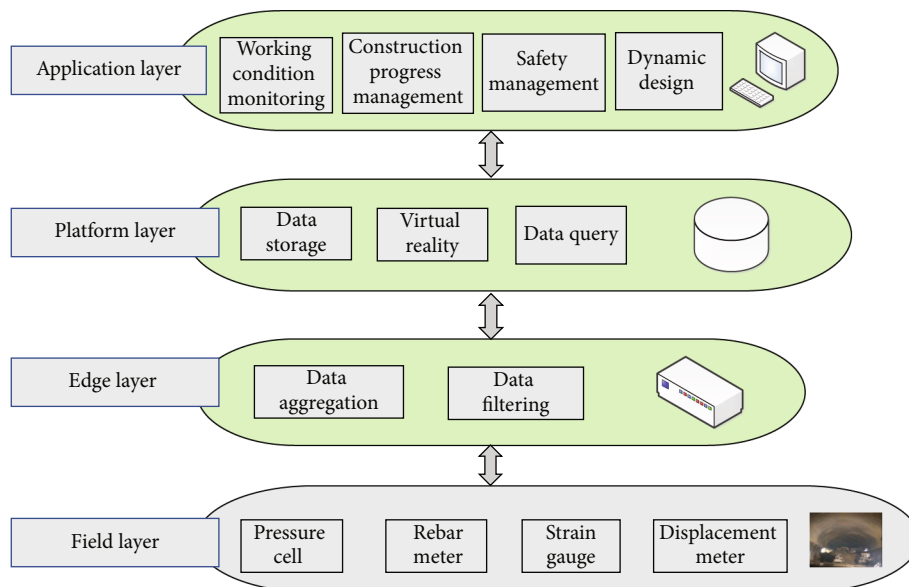 Application layer
Working
condition
monitoring
Construction
progress
management
Safety
management
Dynamic
design
Platform layer
Data
storage
Virtual
reality
Data query
Edge layer
Data
aggregation
Data
filtering
Field layer
Pressure
cell
Rebar
meter
Strain
gauge
Displacement
meter